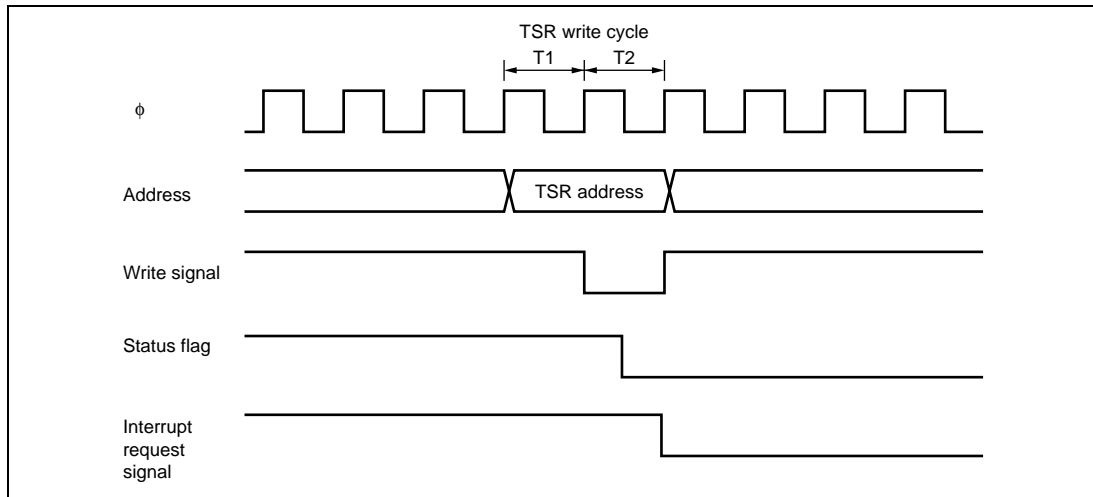 TSR write cycle
T1 T2
ϕ
Address
TSR address
Write signal
Status flag
Interrupt
request
signal